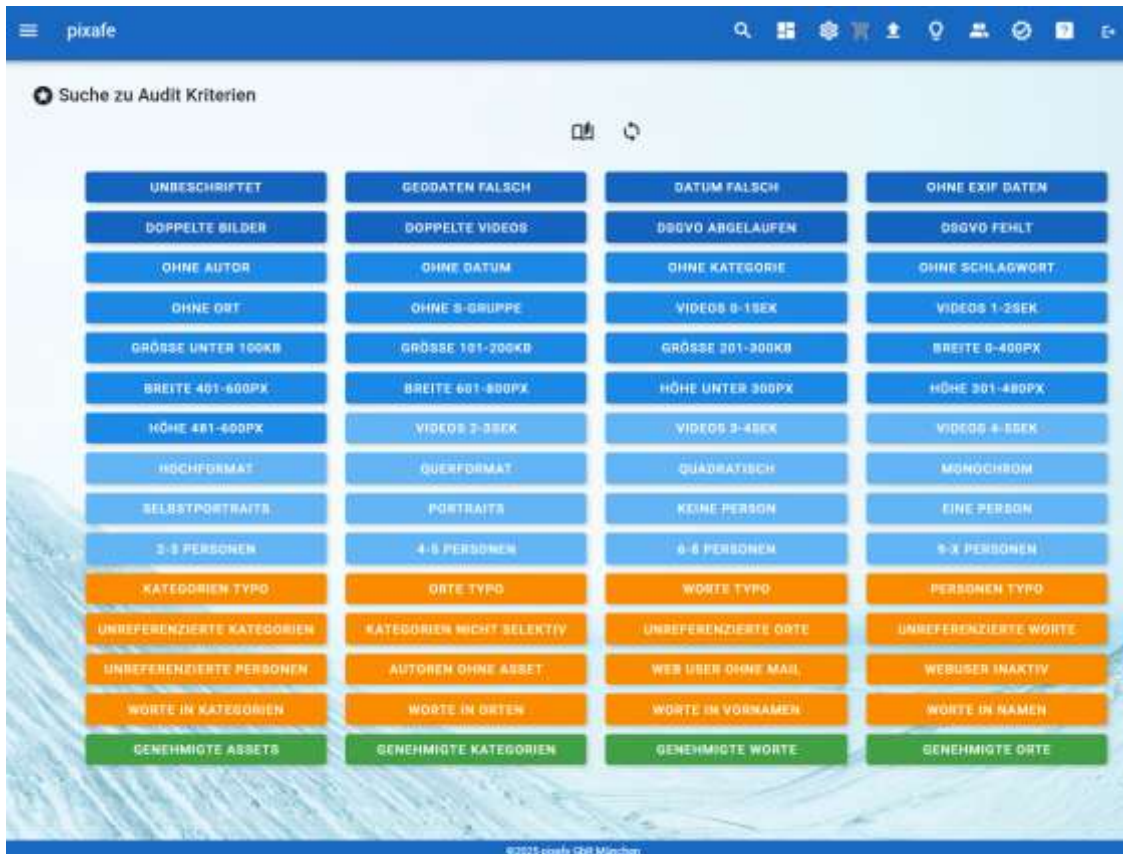 pixafe
Suche zu Audit Kriterien
UNBESCHRIFTET GEODATEN FALSCH DATUM FALSCH OHNE EXIF DATEN
DOPPELTE BILDER DOPPELTE VIDEOS DSGVO ABGELAUFEN DSGVO FEHLT
OHNE AUTOR OHNE DATUM OHNE KATEGORIE OHNE SCHLAGWORT
OHNE ORT OHNE S-GRUPPE VIDEOS 0-1SEK VIDEOS 1-2SEK
GRÖSSE UNTER 100KB GRÖSSE 101-200KB GRÖSSE 201-300KB BREITE 0-400PX
BREITE 401-600PX BREITE 601-800PX HÖHE UNTER 300PX HÖHE 301-480PX
HÖHE 481-600PX VIDEOS 2-3SEK VIDEOS 3-4SEK VIDEOS 4-5SEK
HOCHFORMAT QUERFORMAT QUADRATISCH MONOCHROM
SELBSTPORTRAITS PORTRAITS KEINE PERSON EINE PERSON
2-3 PERSONEN 4-5 PERSONEN 6-8 PERSONEN 9-X PERSONEN
KATEGORIEN TYPO ORTE TYPO WORTE TYPO PERSONEN TYPO
UNREFERENZIERTE KATEGORIEN KATEGORIEN NICHT SELEKTIV UNREFERENZIERTE ORTE UNREFERENZIERTE WORTE
UNREFERENZIERTE PERSONEN AUTOREN OHNE ASSET WEB USER OHNE MAIL WEBUSER INAKTIV
WORTE IN KATEGORIEN WORTE IN ORTEN WORTE IN VORNAMEN WORTE IN NAMEN
GENEHMIGTE ASSETS GENEHMIGTE KATEGORIEN GENEHMIGTE WORTE GENEHMIGTE ORTE
©2025 pixafe GbR München